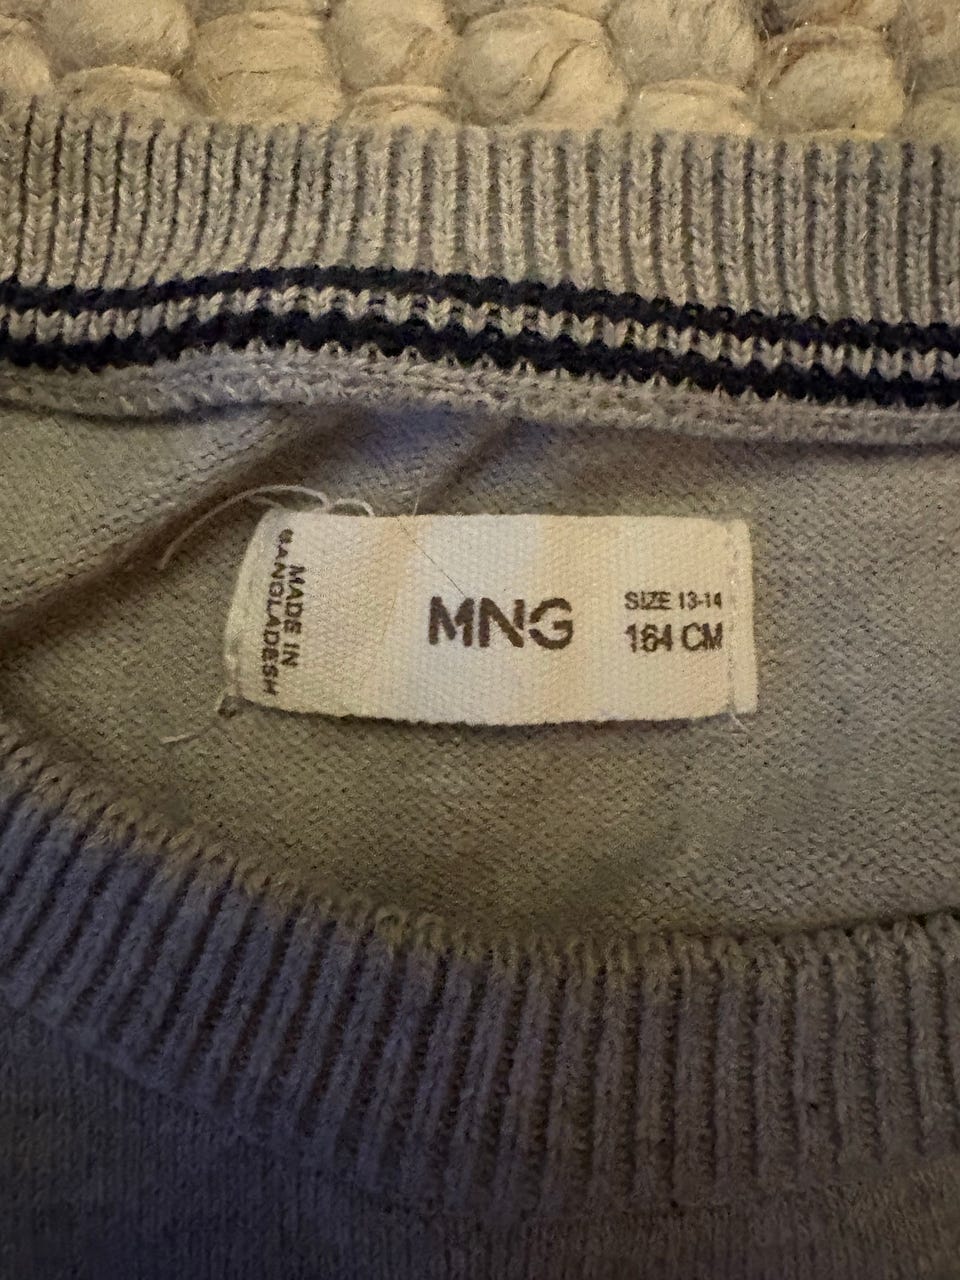 MADE IN
BANGLADESH
MNG
SIZE 13-14
164 CM